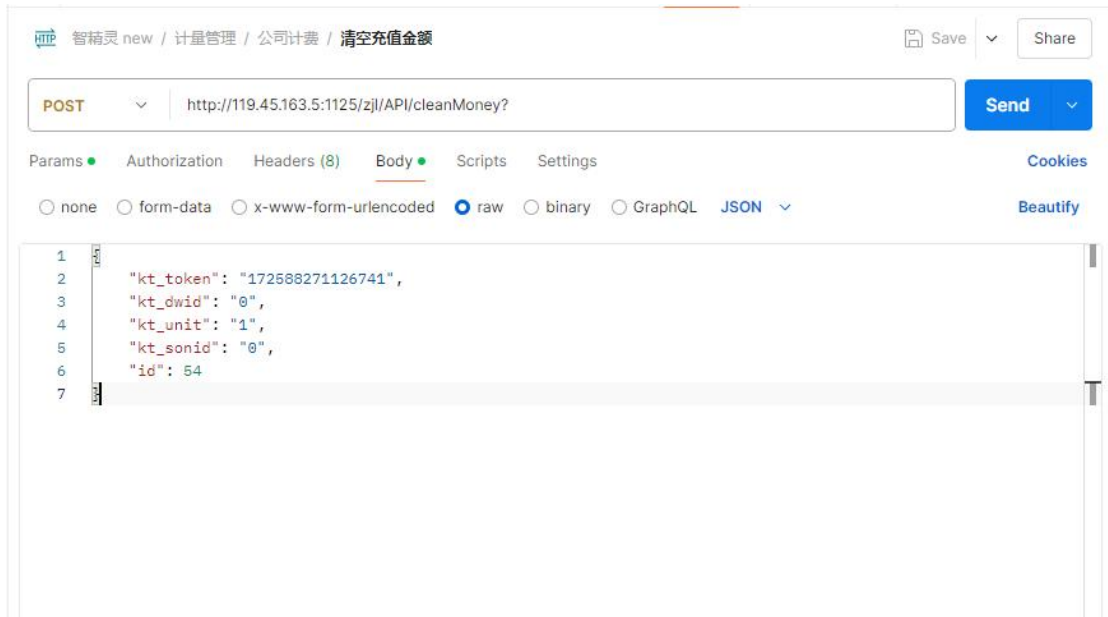 HTTP 智精灵 new / 计量管理 / 公司计费 / 清空充值金额 Save Share
POST http://119.45.163.5:1125/zjl/API/cleanMoney? Send
Params Authorization Headers (8) Body Scripts Settings Cookies
none form-data x-www-form-urlencoded raw binary GraphQL JSON Beautify
1 {
2 "kt_token": "172588271126741",
3 "kt_dwid": "0",
4 "kt_unit": "1",
5 "kt_sonid": "0",
6 "id": 54
7 }